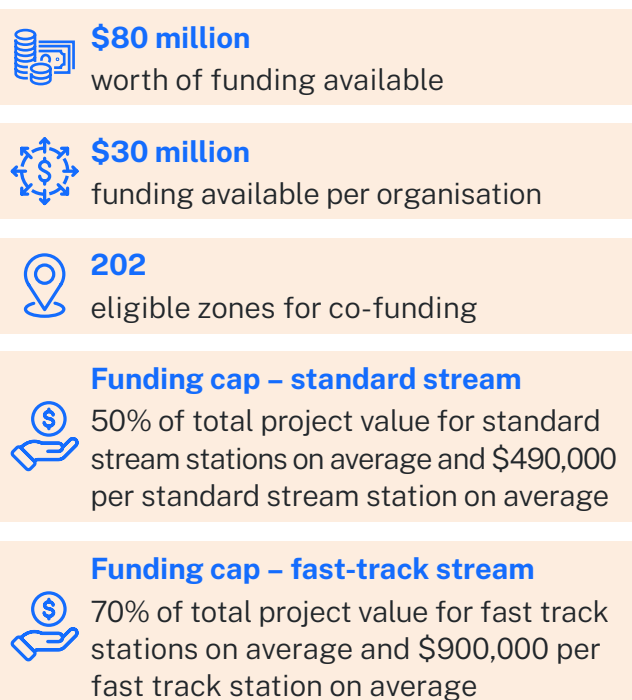 $80 million
worth of funding available
$30 million
funding available per organisation
202
eligible zones for co-funding
Funding cap – standard stream
50% of total project value for standard
stream stations on average and $490,000
per standard stream station on average
Funding cap – fast-track stream
70% of total project value for fast track
stations on average and $900,000 per
fast track station on average